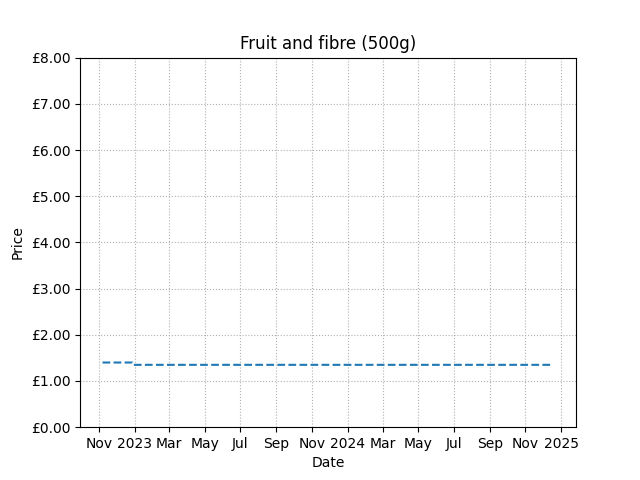 Fruit and fibre (500g)
£8.00
£7.00
£6.00
£5.00
£4.00
£3.00
£2.00
£1.00
£0.00
Price
Nov 2023 Mar May Jul Sep Nov 2024 Mar May Jul Sep Nov 2025
Date